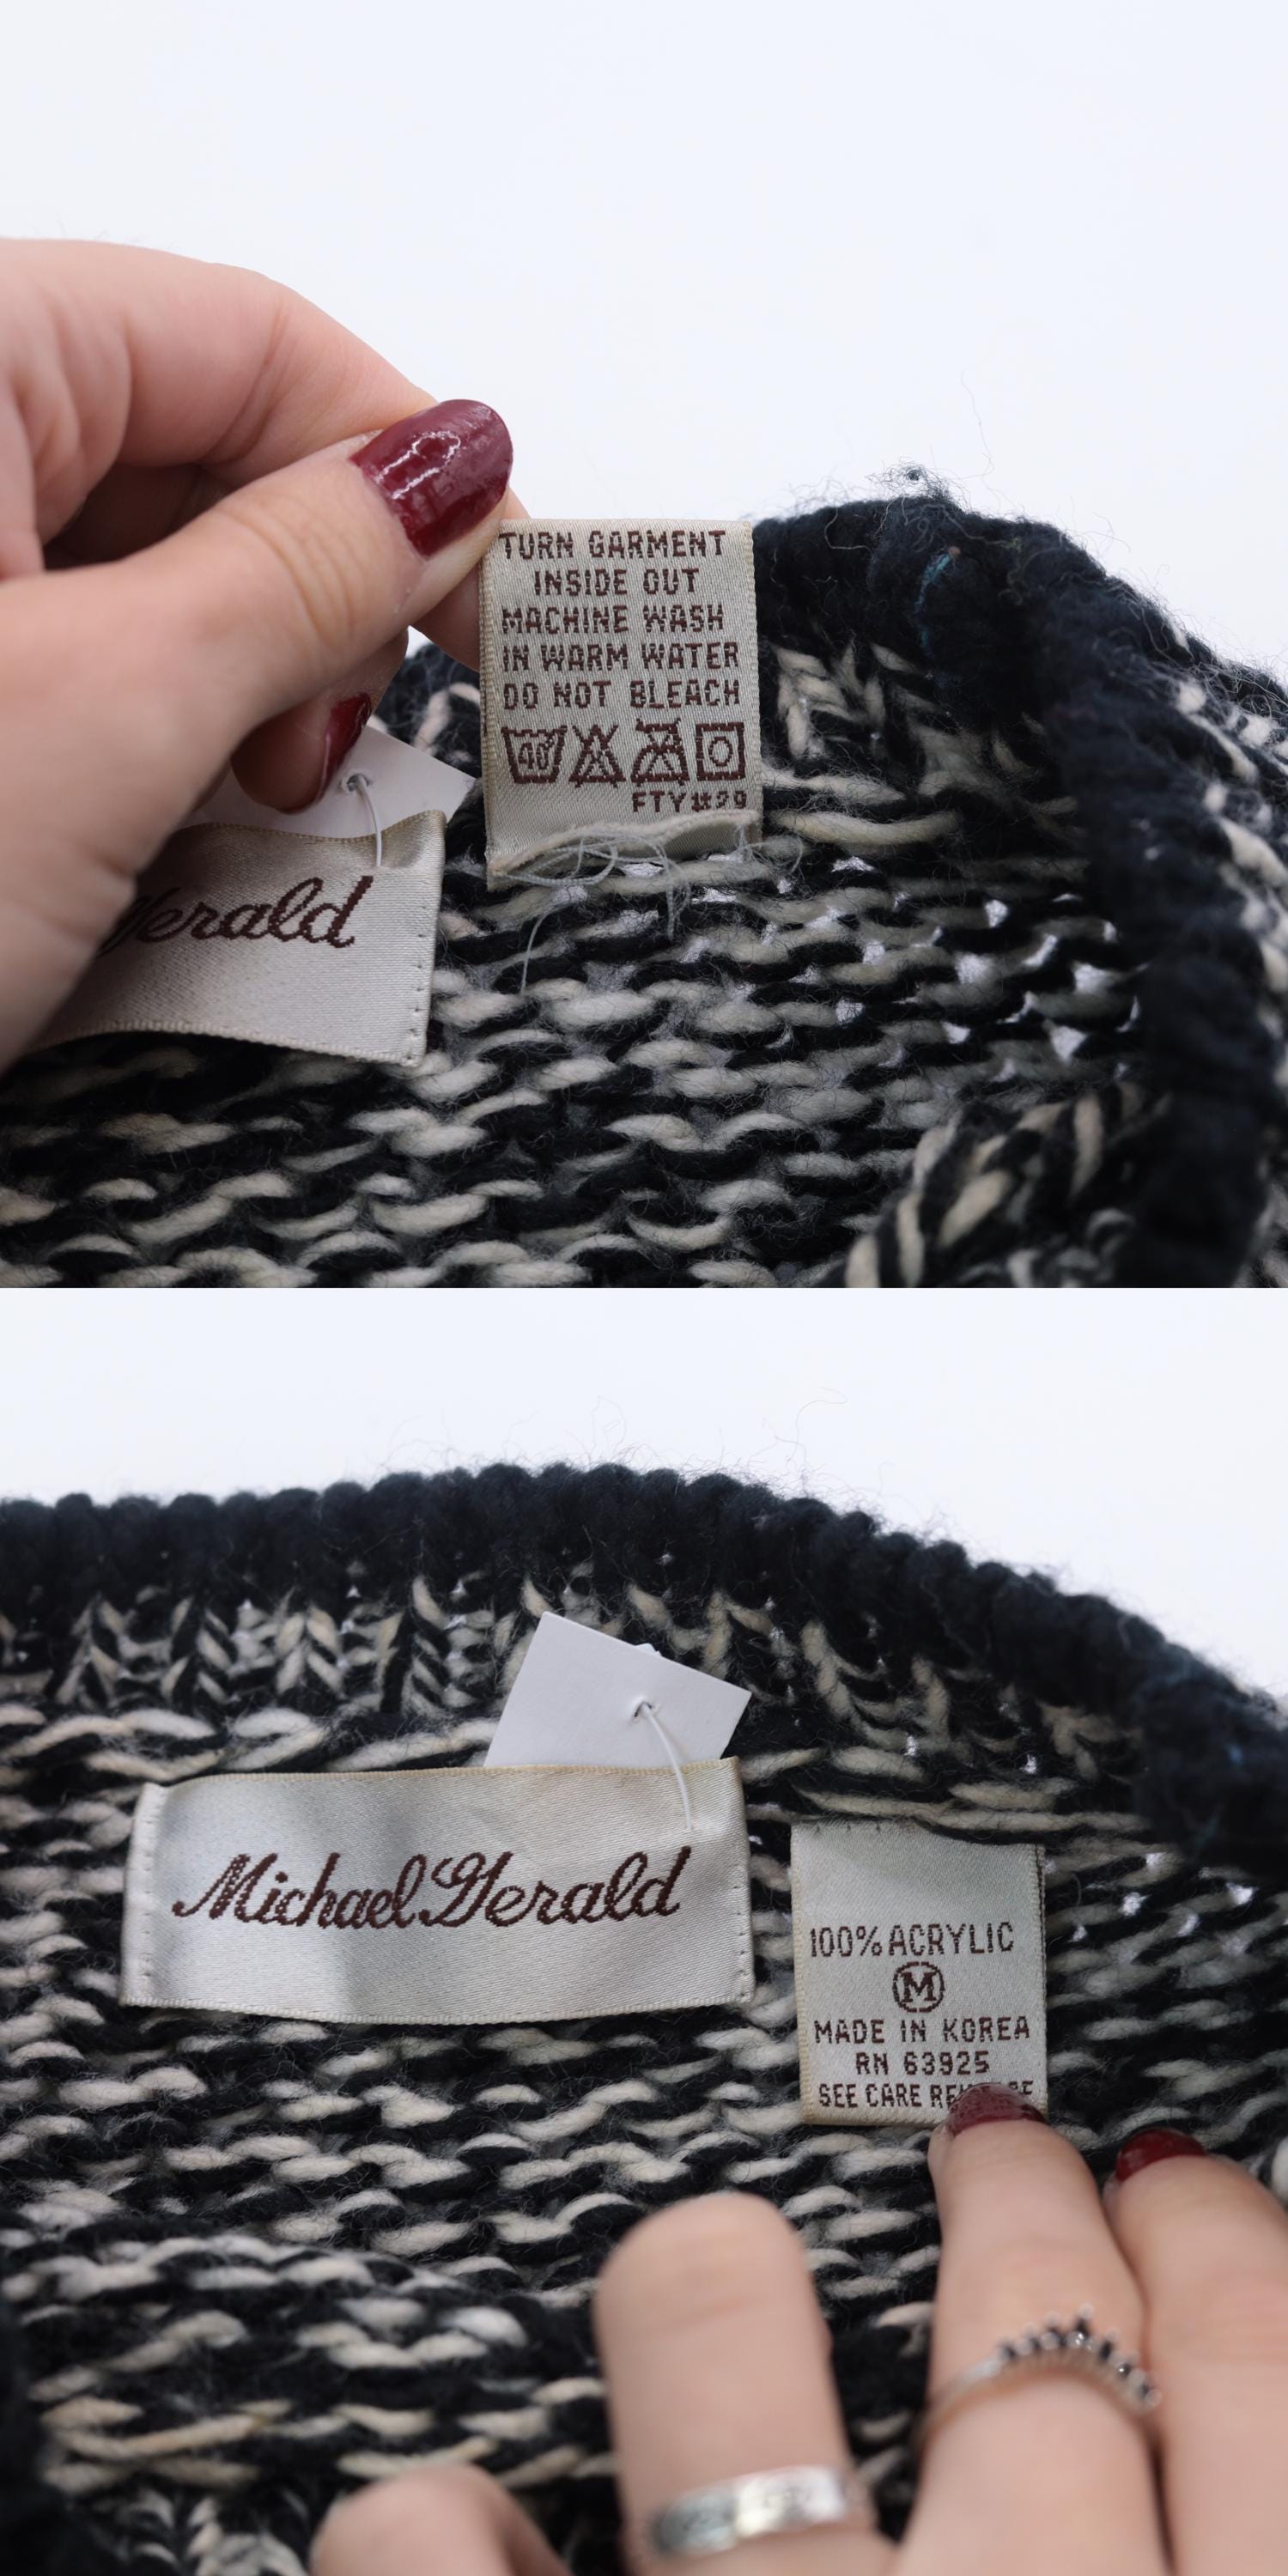 TURN GARMENT
INSIDE OUT
MACHINE WASH
IN WARM WATER
DO NOT BLEACH
40
FTY#29
Gerald
Michael Gerald
100% ACRYLIC
M
MADE IN KOREA
RN 63925
SEE CARE